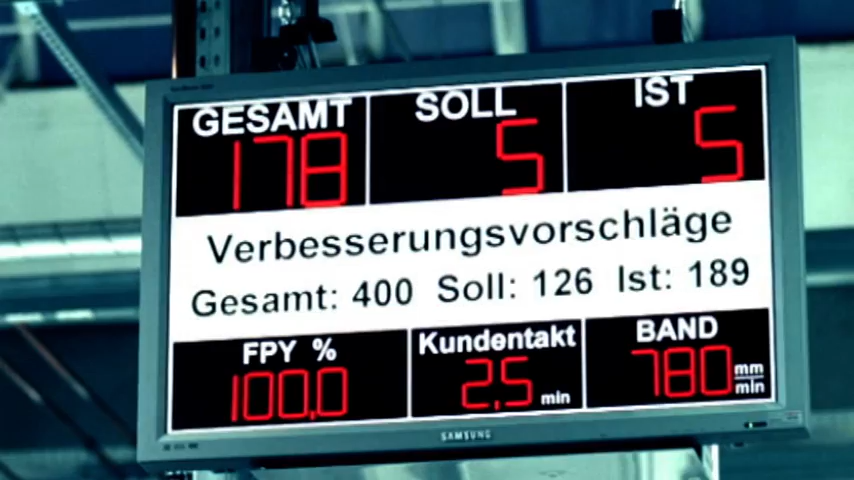 GESAMT SOLL IST
178 5 5
Verbesserungsvorschläge
Gesamt: 400 Soll: 126 Ist: 189
FPY % Kundentakt BAND
100,0 2,5 min 780 mm/min
SAMSUNG